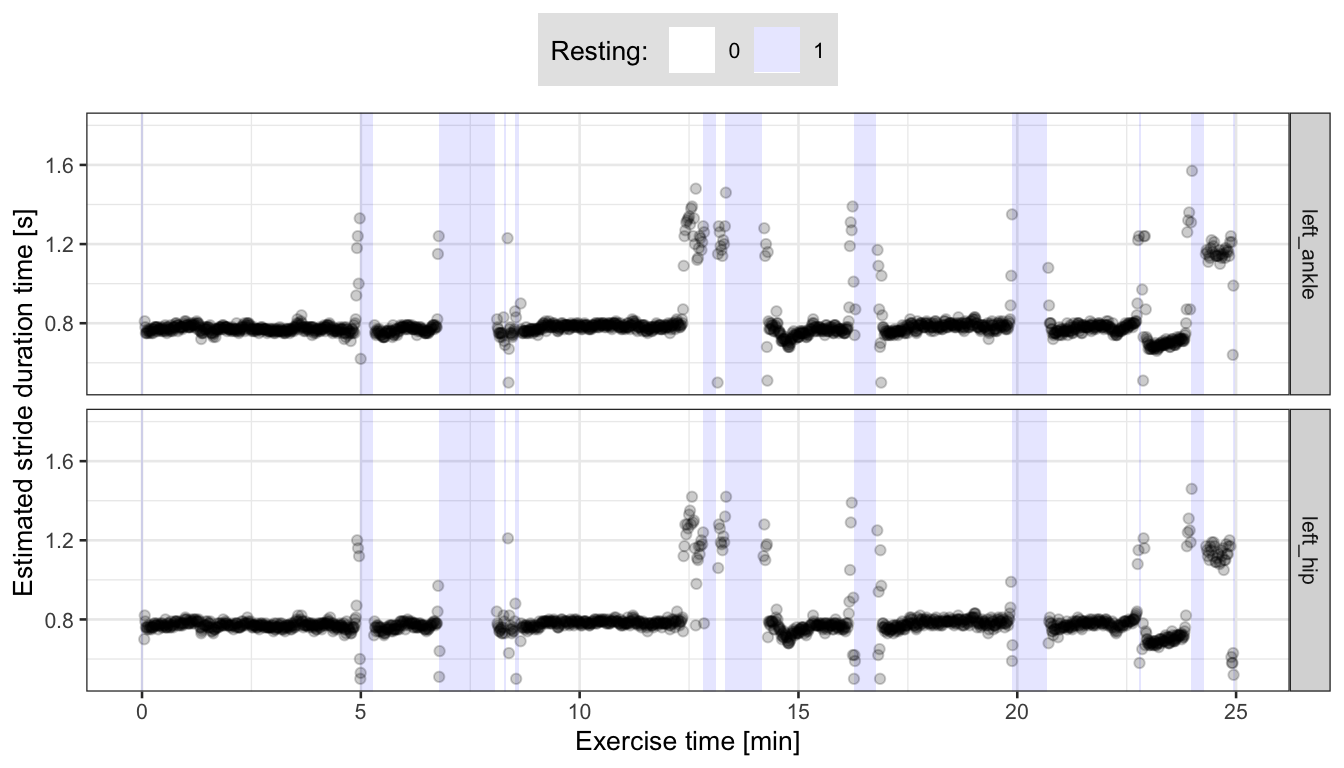 Resting: 0 1
Estimated stride duration time [s]
1.6
1.2
0.8
left_ankle
1.6
1.2
0.8
left_hip
0 5 10 15 20 25
Exercise time [min]